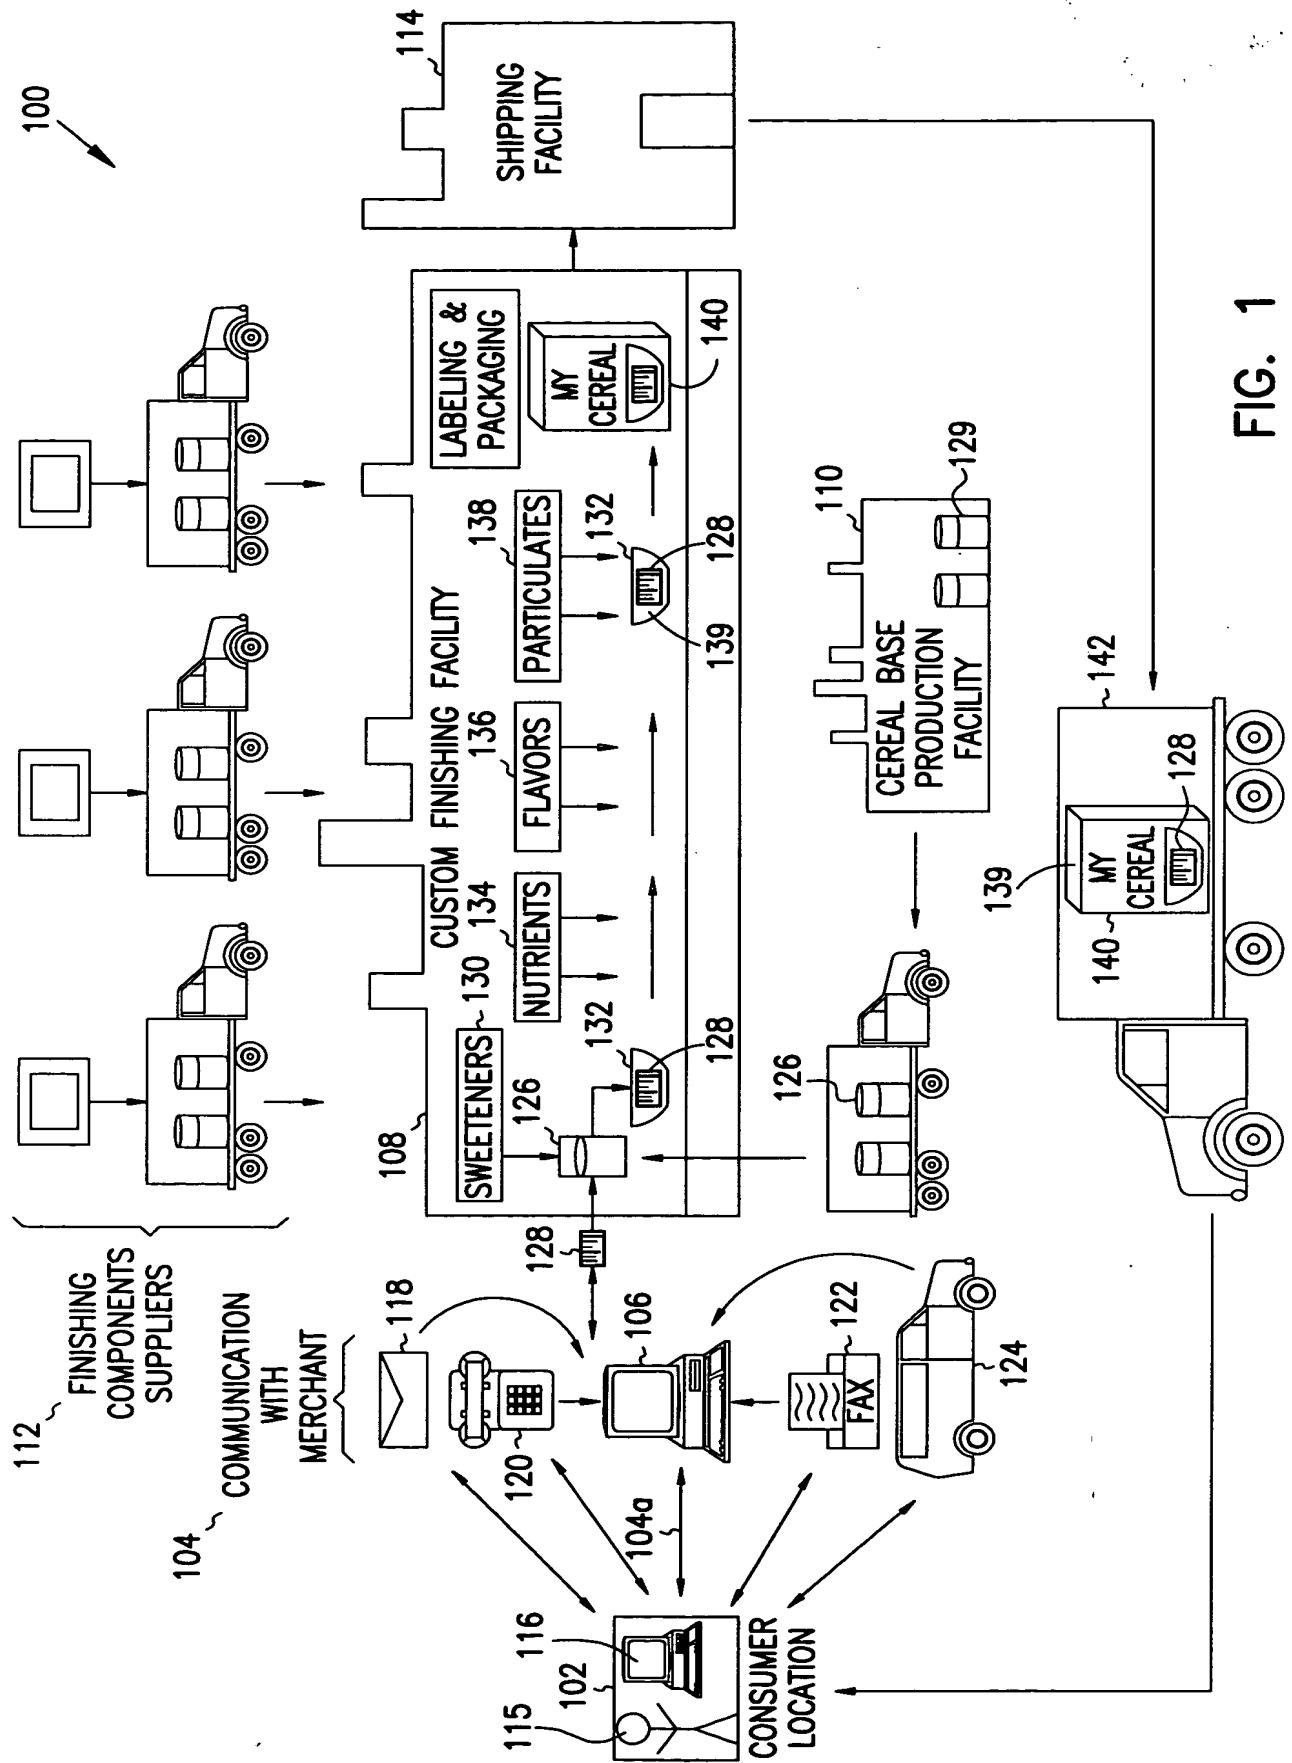 100
112
FINISHING
COMPONENTS
SUPPLIERS
104
COMMUNICATION
WITH
MERCHANT
118
120
104a
106
122
FAX
124
115
102
116
CONSUMER
LOCATION
128
108
CUSTOM FINISHING FACILITY
SWEETENERS
130
126
132
128
NUTRIENTS
134
FLAVORS
136
PARTICULATES
138
132
128
139
LABELING &
PACKAGING
MY
CEREAL
140
114
SHIPPING
FACILITY
126
110
CEREAL BASE
PRODUCTION
FACILITY
129
139
MY
CEREAL
140
128
142
FIG. 1